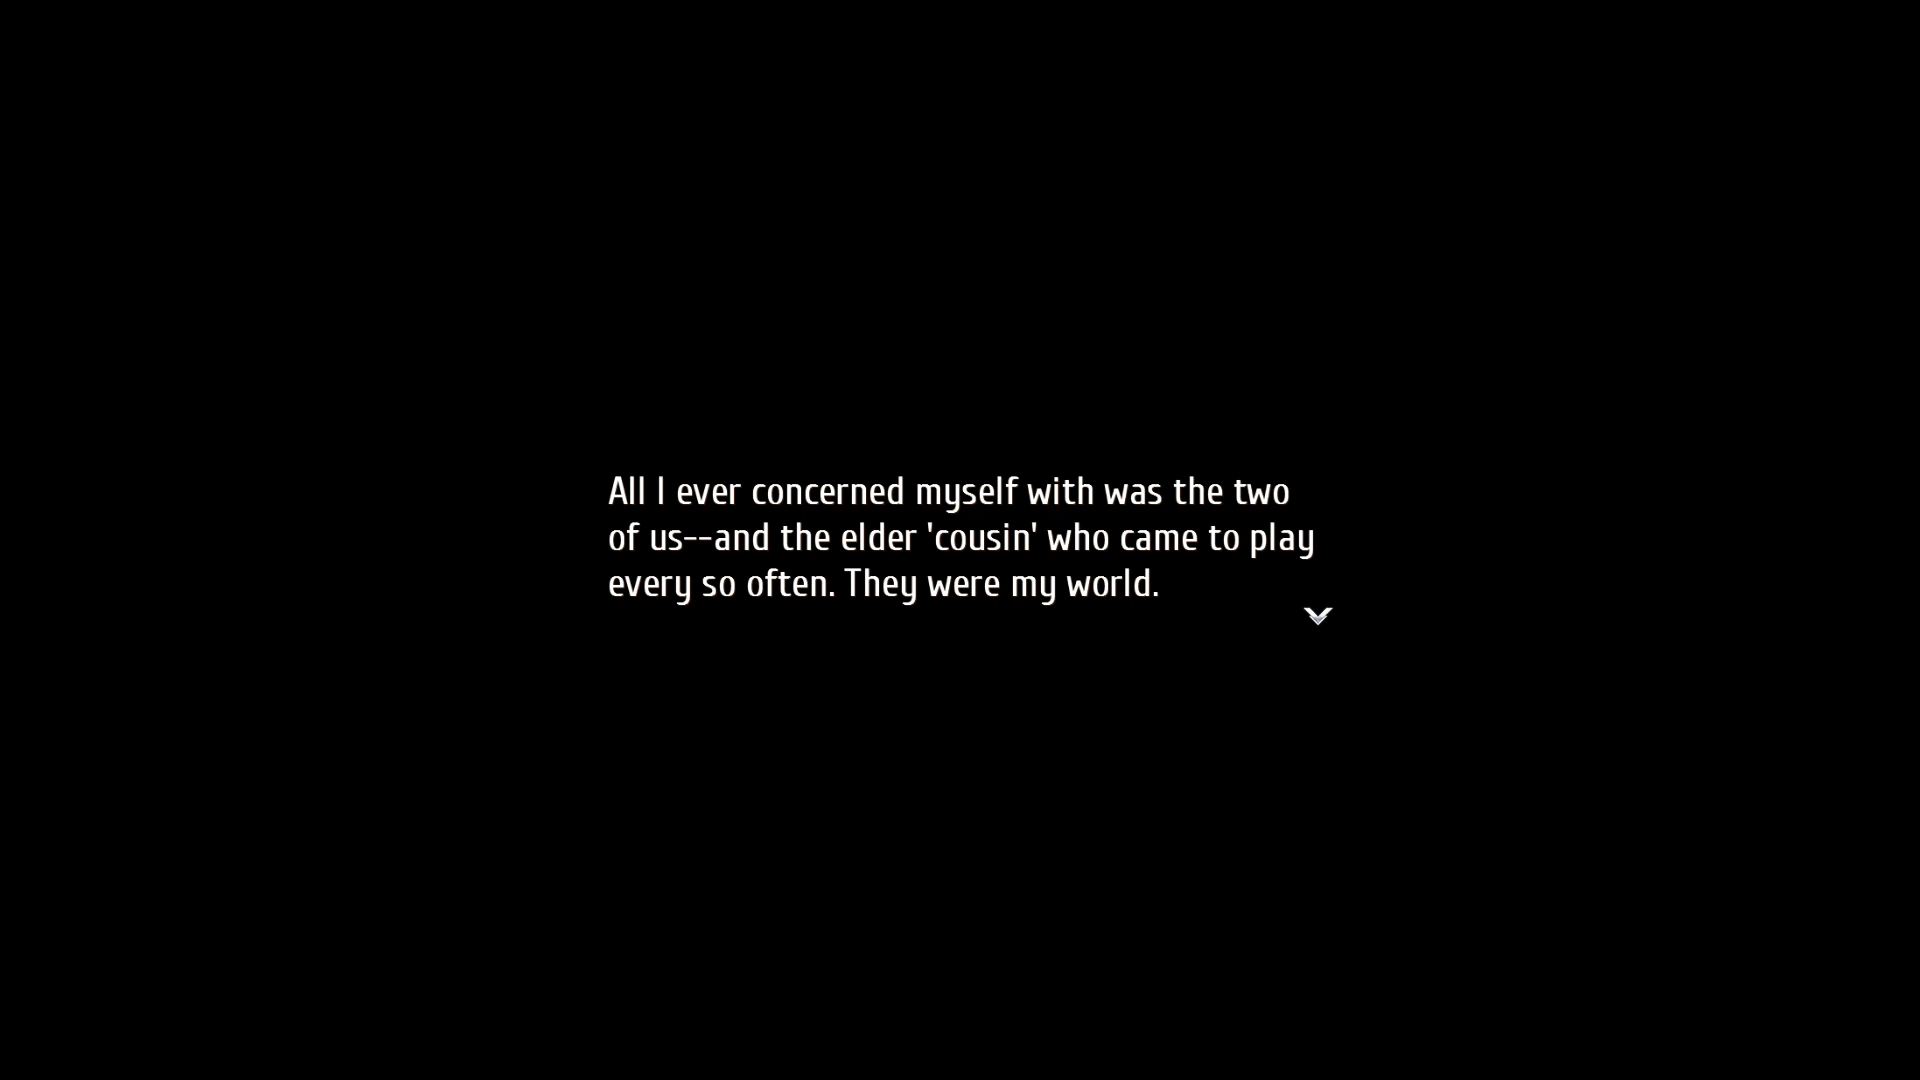 All I ever concerned myself with was the two
of us--and the elder 'cousin' who came to play
every so often. They were my world.